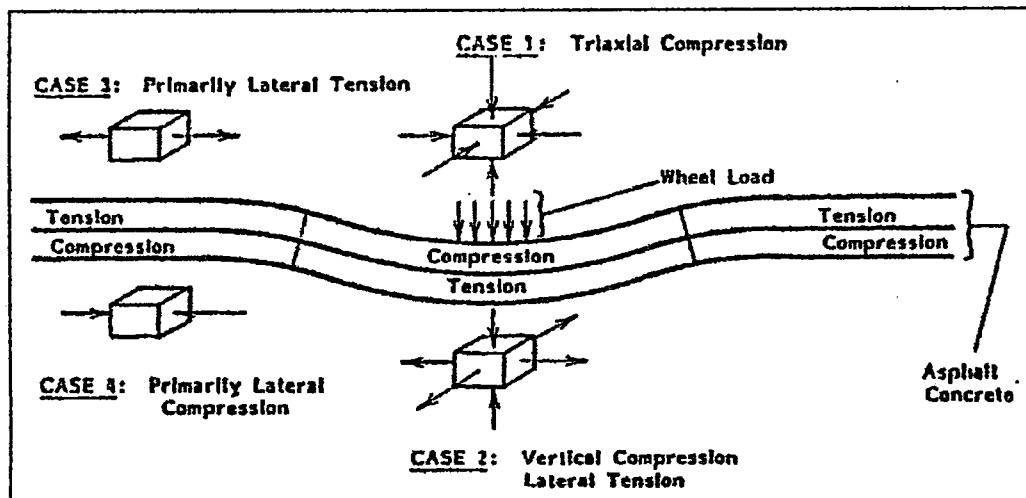 CASE 1: Triaxial Compression
CASE 3: Primarily Lateral Tension
Wheel Load
Tension
Compression
Compression
Tension
Tension
Compression
CASE 4: Primarily Lateral
Compression
CASE 2: Vertical Compression
Lateral Tension
Asphalt
Concrete